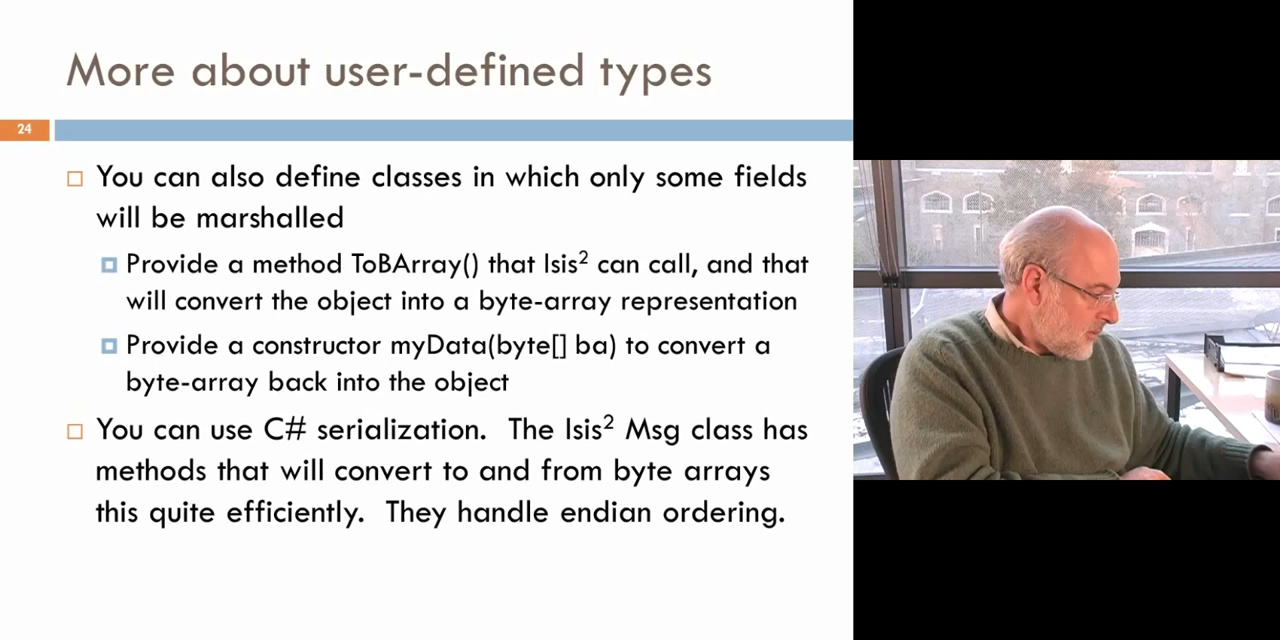 More about user-defined types
24
You can also define classes in which only some fields
will be marshalled
Provide a method ToBArray() that Isis² can call, and that
will convert the object into a byte-array representation
Provide a constructor myData(byte[] ba) to convert a
byte-array back into the object
You can use C# serialization. The Isis² Msg class has
methods that will convert to and from byte arrays
this quite efficiently. They handle endian ordering.